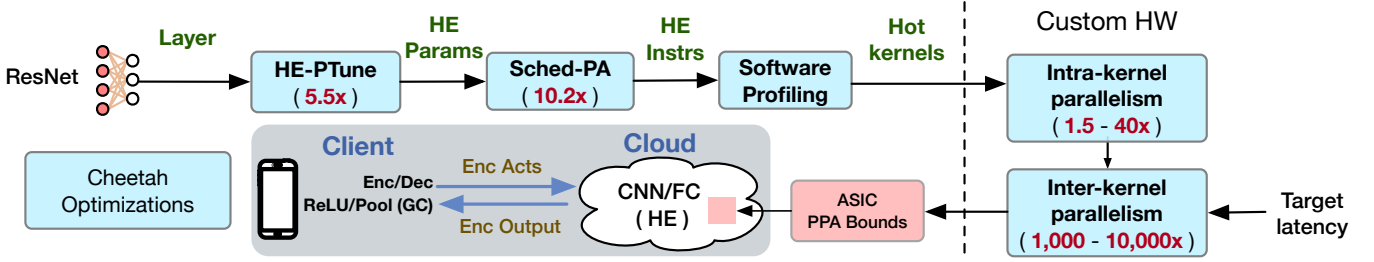 ResNet
Layer
HE-PTune
( 5.5x )
HE
Params
Sched-PA
( 10.2x )
HE
Instrs
Software
Profiling
Hot
kernels
Custom HW
Intra-kernel
parallelism
( 1.5 - 40x )
Cheetah
Optimizations
Client
Enc/Dec
ReLU/Pool (GC)
Enc Acts
Enc Output
Cloud
CNN/FC
( HE )
ASIC
PPA Bounds
Inter-kernel
parallelism
( 1,000 - 10,000x )
Target
latency